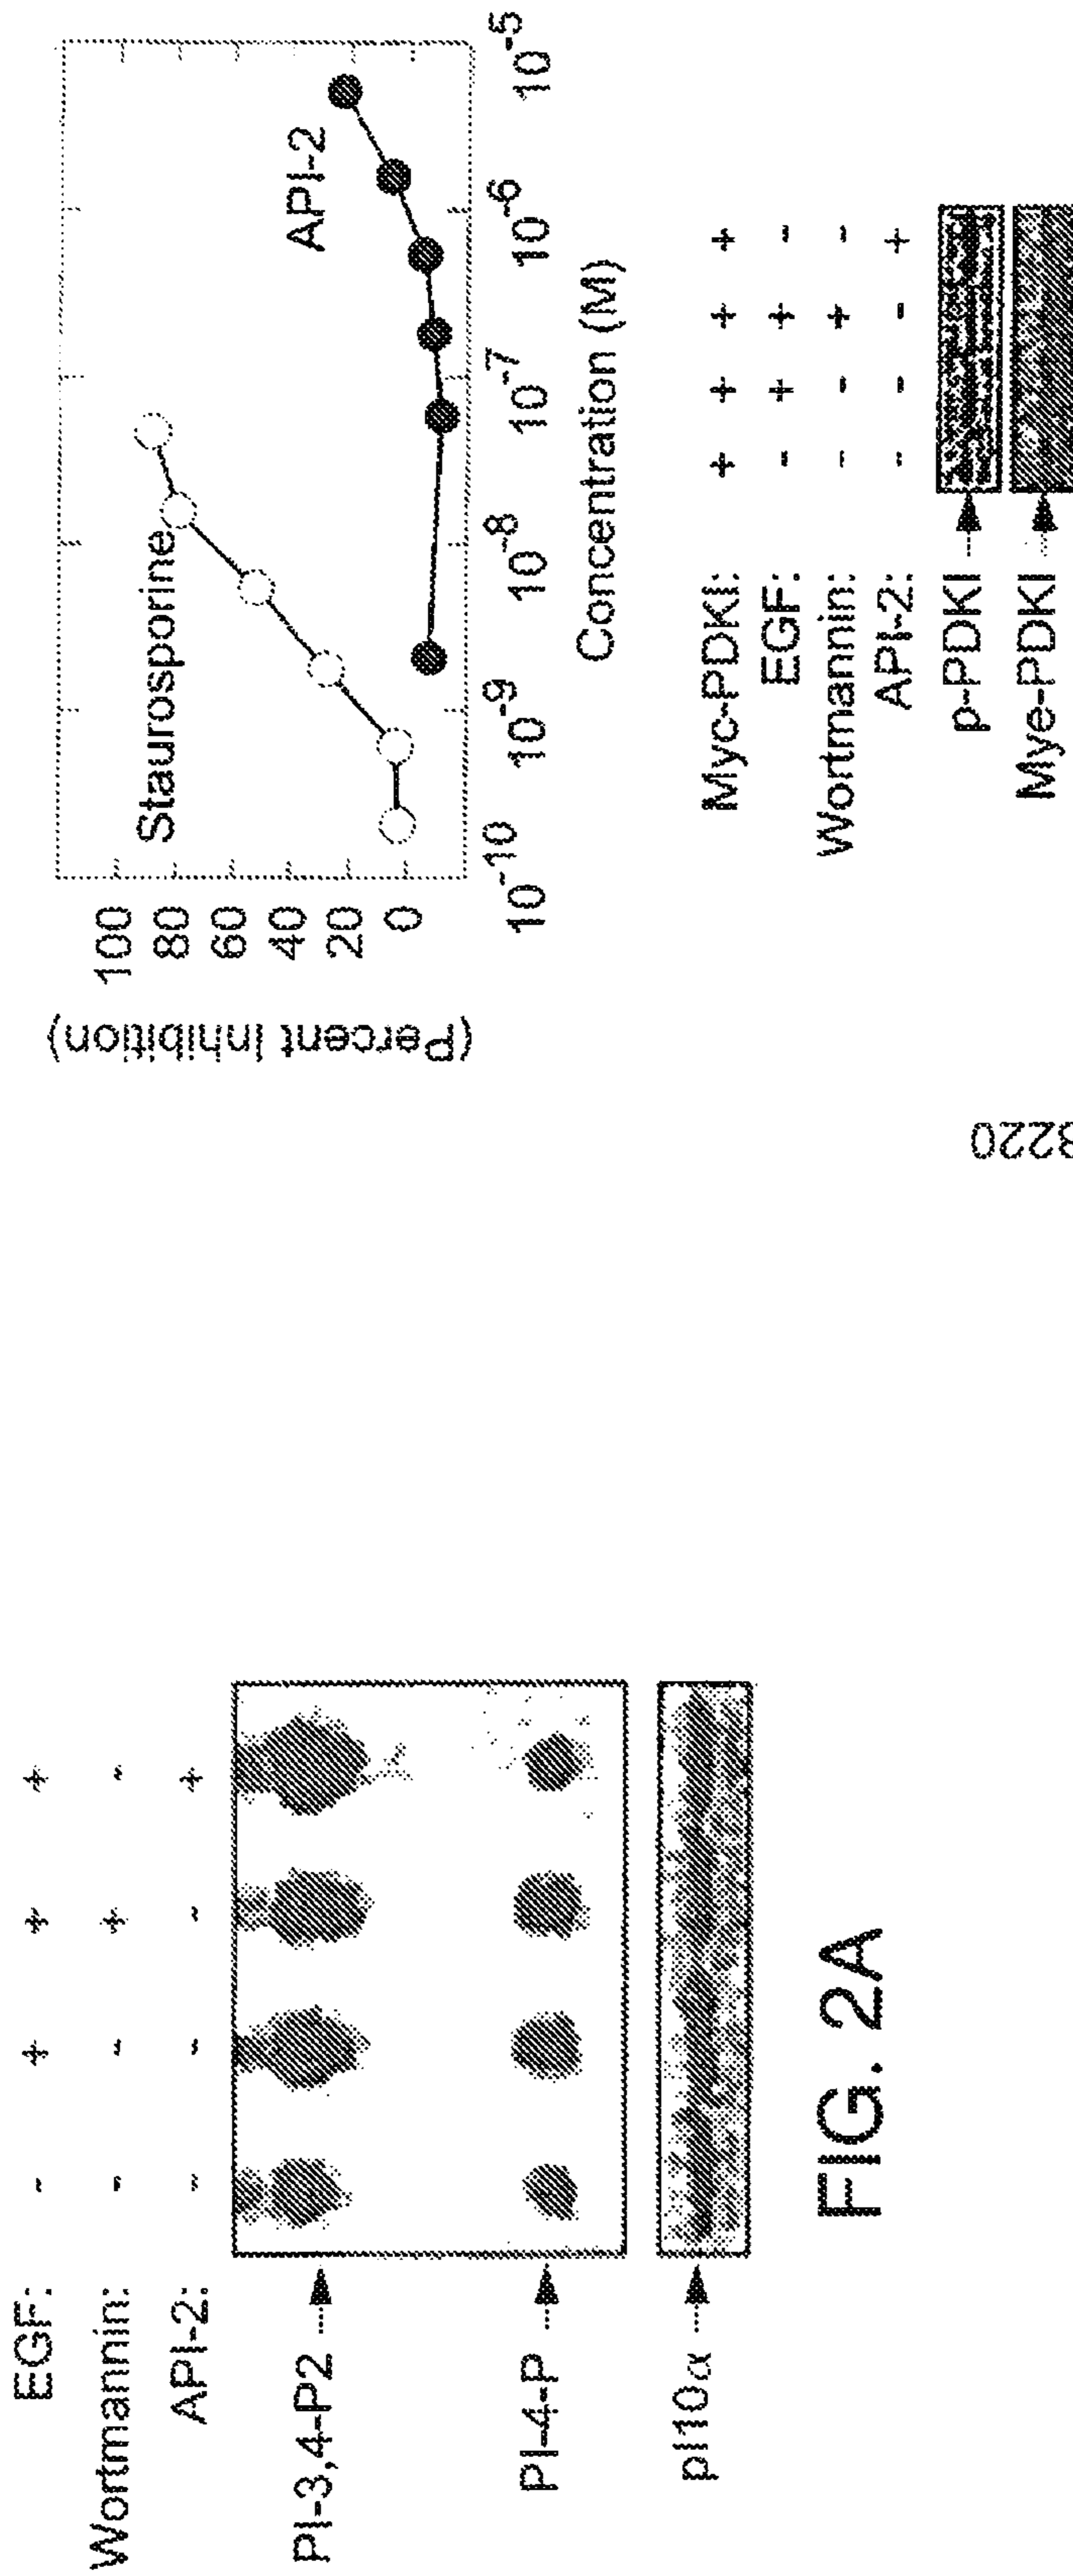 EGF: - + + +
Wortmannin: - - + -
API-2: - - - +
PI-3,4-P2
PI-4-P
pI10α
FIG. 2A
(Percent Inhibition)
100
80
60
40
20
0
Staurosporine
API-2
10-10 10-9 10-8 10-7 10-6 10-5
Concentration (M)
Myc-PDKI: + + + +
EGF: - + + -
Wortmannin: - - + -
API-2: - - - +
p-PDKI
Mye-PDKI